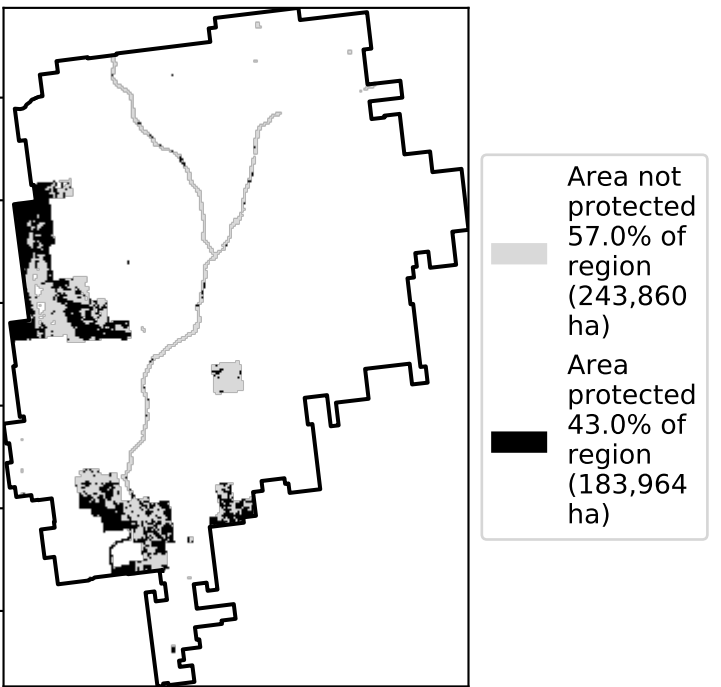 Area not
protected
57.0% of
region
(243,860
ha)
Area
protected
43.0% of
region
(183,964
ha)